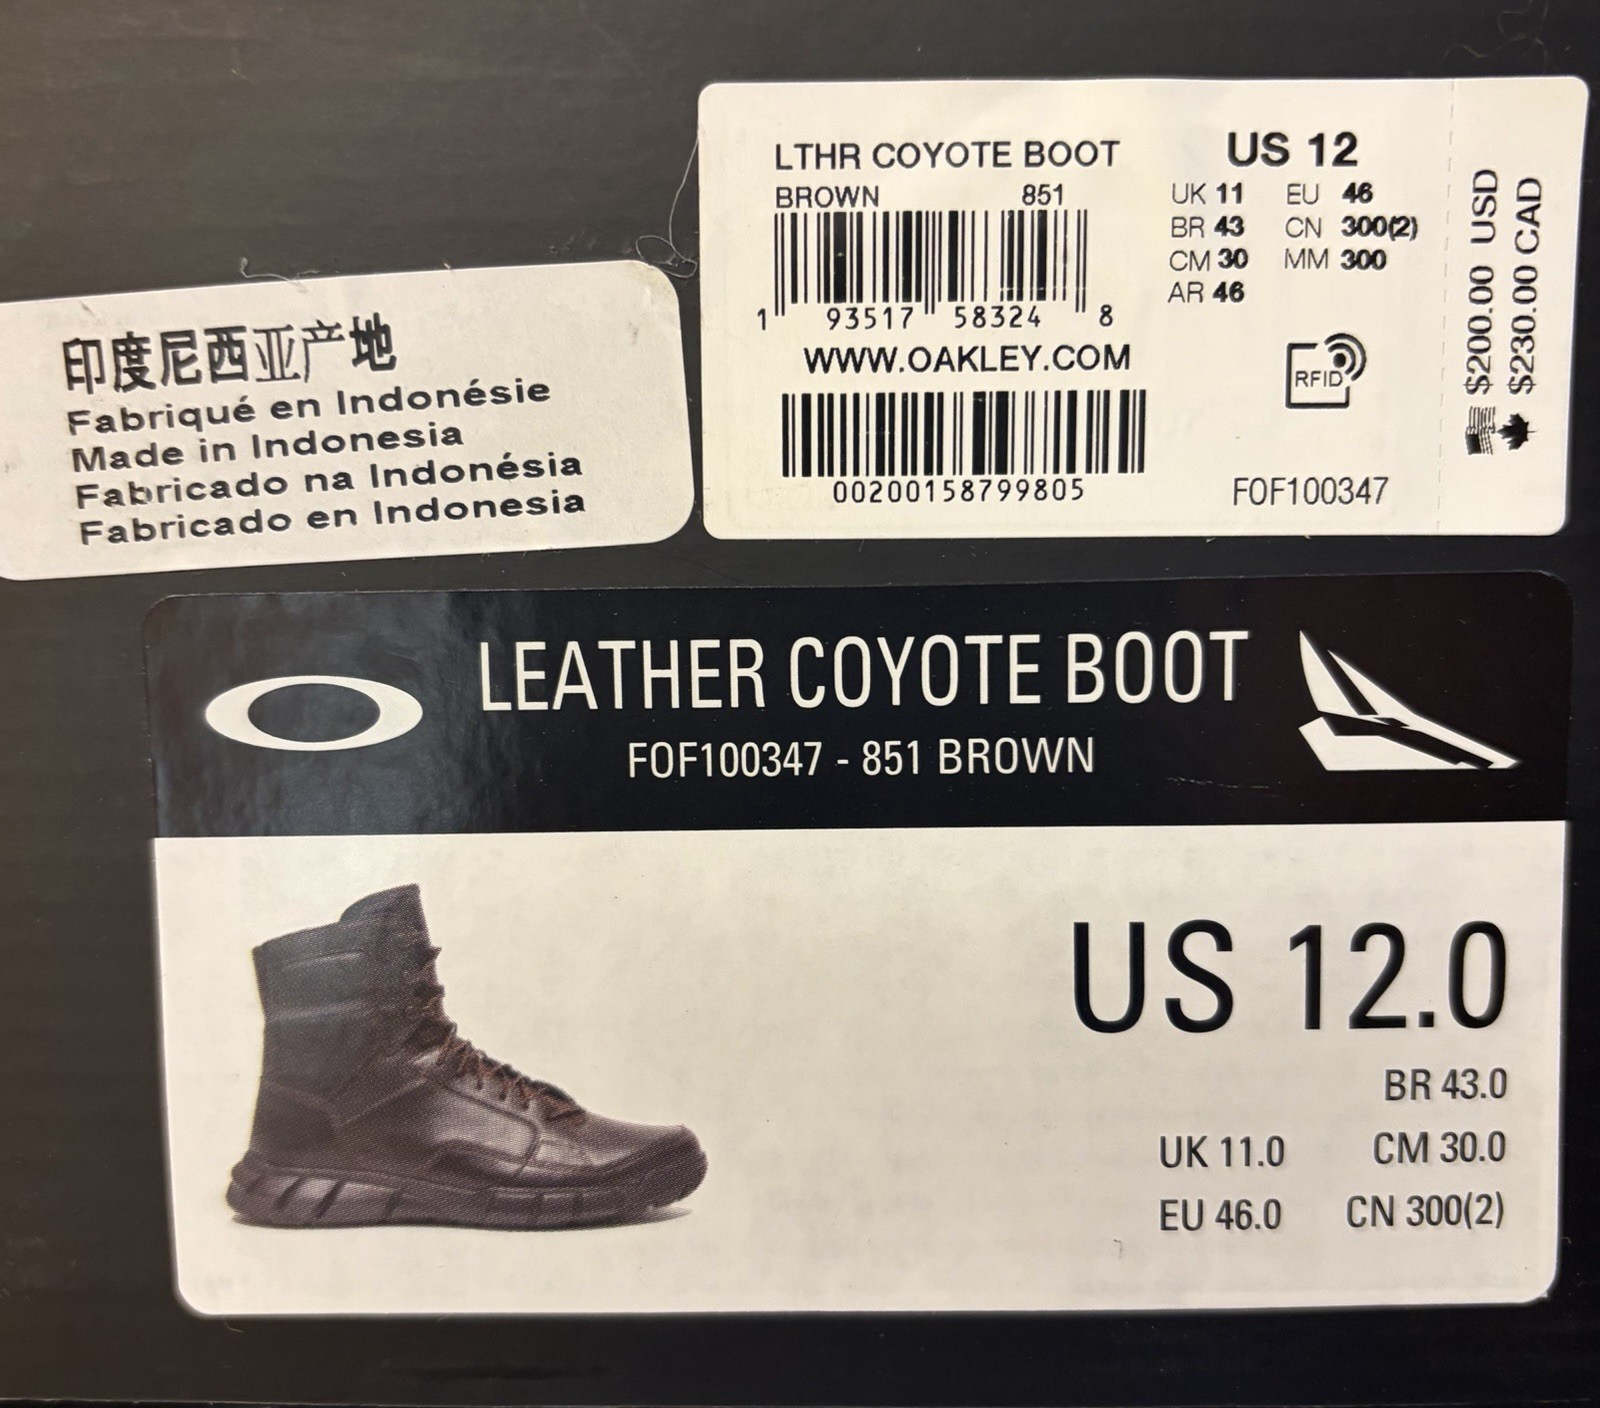 印度尼西亚产地
Fabriqué en Indonésie
Made in Indonesia
Fabricado na Indonésia
Fabricado en Indonesia
LTHR COYOTE BOOT
BROWN 851
1 93517 58324 8
WWW.OAKLEY.COM
00200158799805
US 12
UK 11 EU 46
BR 43 CN 300(2)
CM 30 MM 300
AR 46
RFID
FOF100347
$200.00 USD
$230.00 CAD
LEATHER COYOTE BOOT
FOF100347 - 851 BROWN
US 12.0
BR 43.0
UK 11.0 CM 30.0
EU 46.0 CN 300(2)